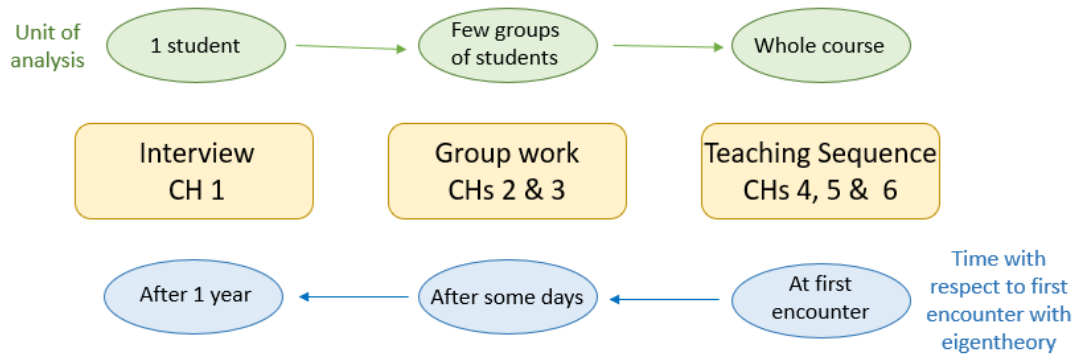 Unit of
analysis
1 student
Few groups
of students
Whole course
Interview
CH 1
Group work
CHs 2 & 3
Teaching Sequence
CHs 4, 5 & 6
After 1 year
After some days
At first
encounter
Time with
respect to first
encounter with
eigentheory